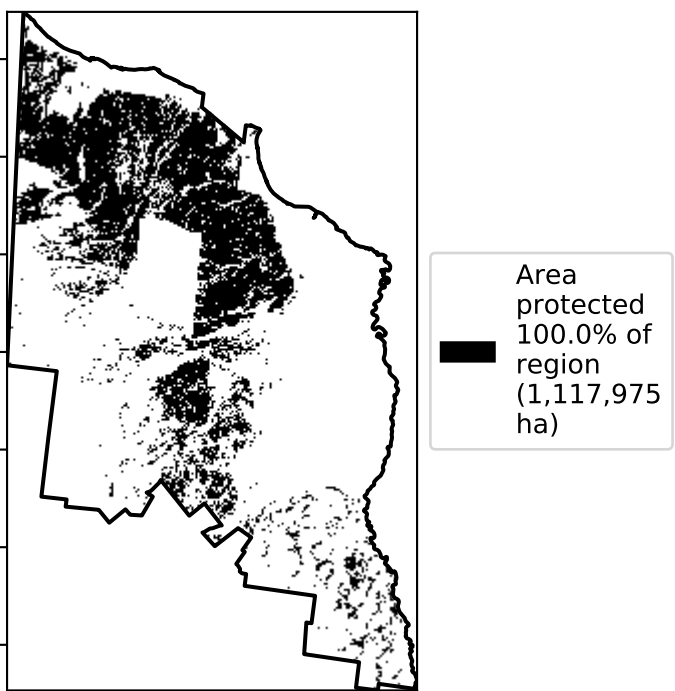 Area
protected
100.0% of
region
(1,117,975
ha)